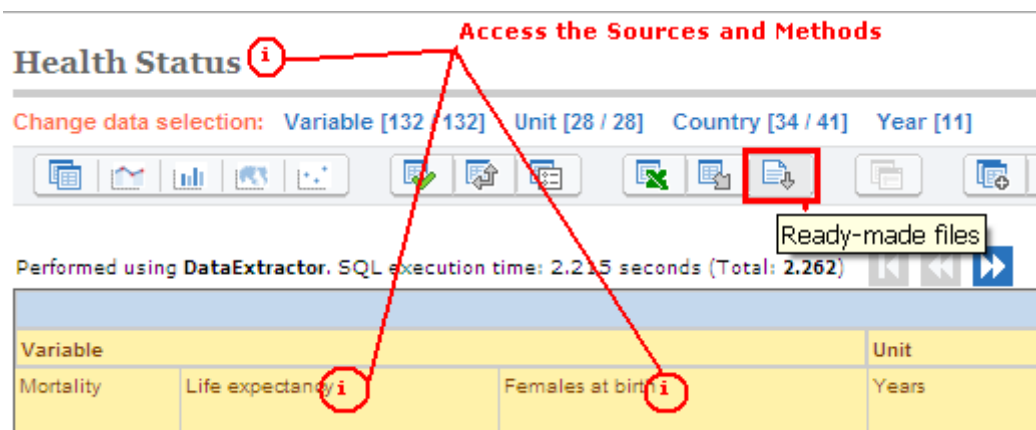 Access the Sources and Methods
Health Status i
Change data selection: Variable [132 / 132] Unit [28 / 28] Country [34 / 41] Year [11]
Ready-made files
Performed using DataExtractor. SQL execution time: 2.215 seconds (Total: 2.262)
Variable Unit
Mortality Life expectancy i Females at birth i Years